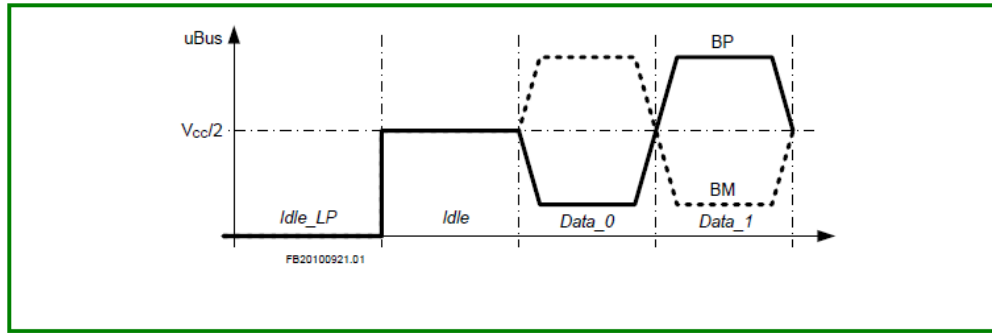 uBus
BP
Vcc/2
BM
Idle_LP
Idle
Data_0
Data_1
FB20100921.01